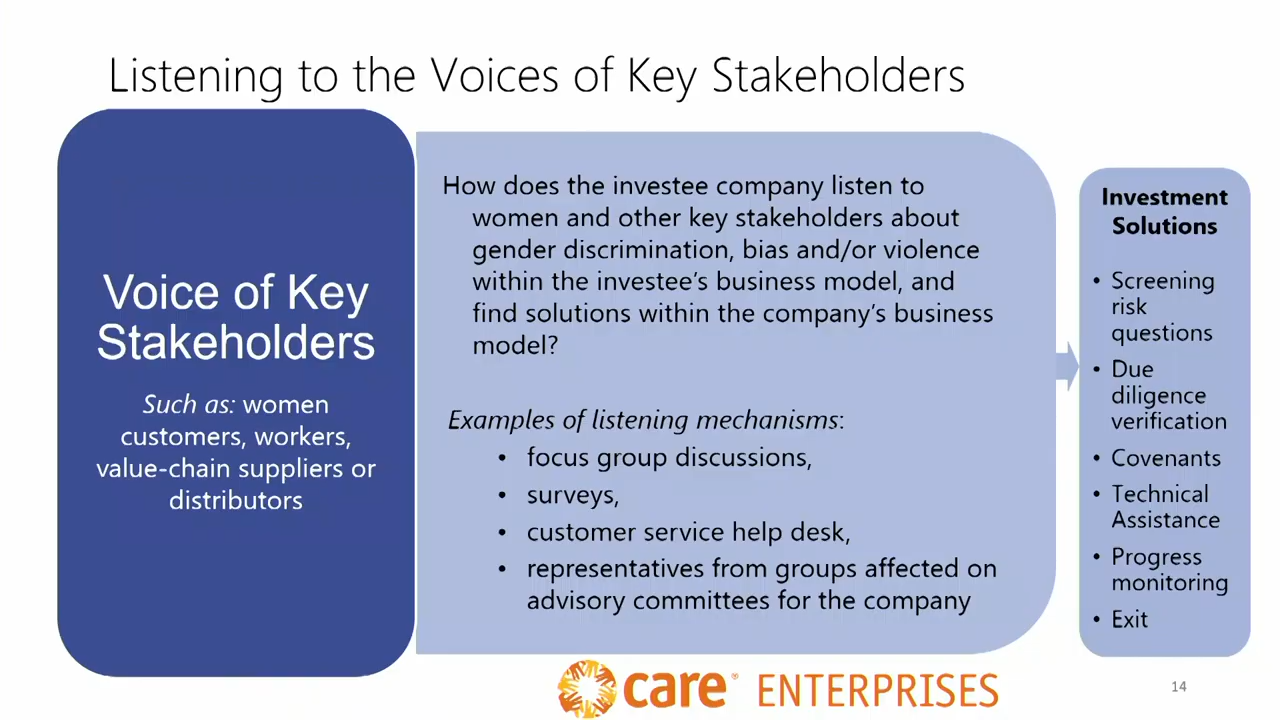 Listening to the Voices of Key Stakeholders
Voice of Key
Stakeholders
Such as: women
customers, workers,
value-chain suppliers or
distributors
How does the investee company listen to
women and other key stakeholders about
gender discrimination, bias and/or violence
within the investee’s business model, and
find solutions within the company’s business
model?
Examples of listening mechanisms:
• focus group discussions,
• surveys,
• customer service help desk,
• representatives from groups affected on
advisory committees for the company
Investment
Solutions
• Screening
risk
questions
• Due
diligence
verification
• Covenants
• Technical
Assistance
• Progress
monitoring
• Exit
care® ENTERPRISES
14